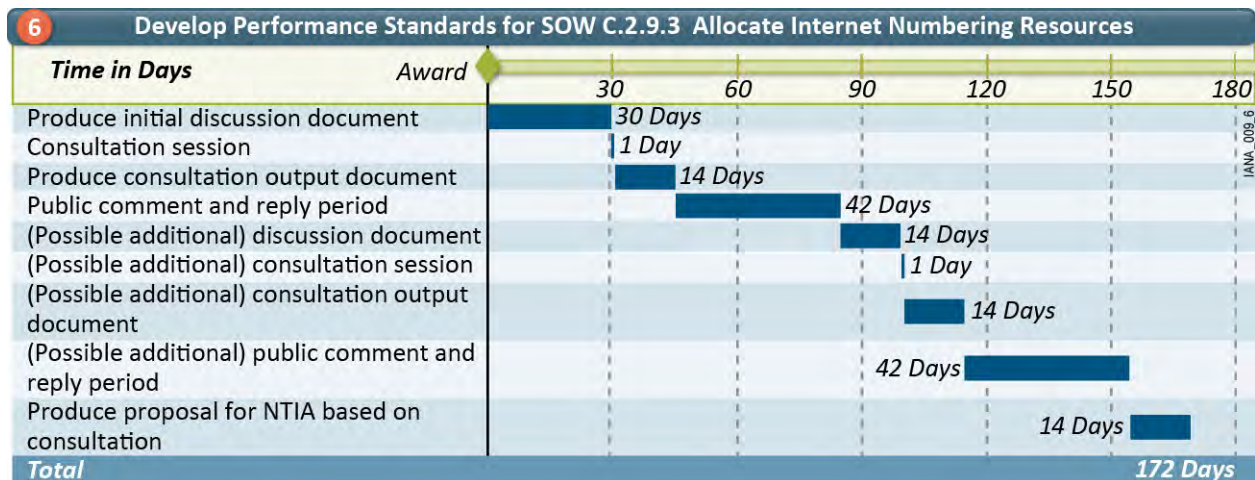 6 Develop Performance Standards for SOW C.2.9.3 Allocate Internet Numbering Resources
Time in Days Award
30 60 90 120 150 180
Produce initial discussion document 30 Days
Consultation session 1 Day
Produce consultation output document 14 Days
Public comment and reply period 42 Days
(Possible additional) discussion document 14 Days
(Possible additional) consultation session 1 Day
(Possible additional) consultation output
document 14 Days
(Possible additional) public comment and
reply period 42 Days
Produce proposal for NTIA based on
consultation 14 Days
Total 172 Days
IANA_009_6